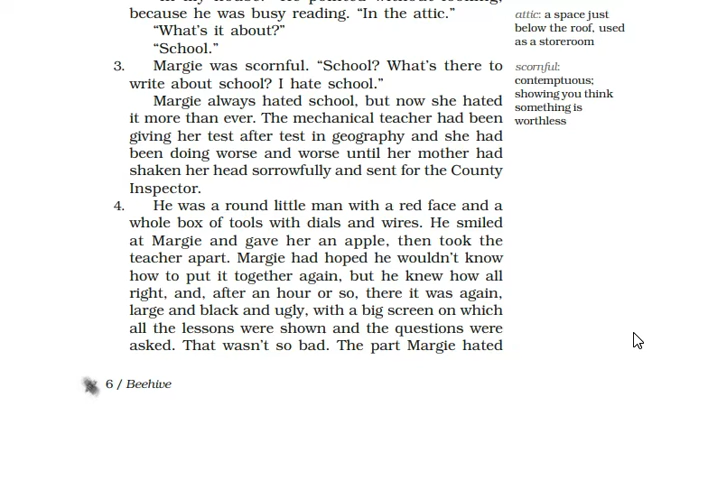 because he was busy reading. “In the attic.”
“What's it about?”
“School.”
3. Margie was scornful. “School? What's there to
write about school? I hate school.”
Margie always hated school, but now she hated
it more than ever. The mechanical teacher had been
giving her test after test in geography and she had
been doing worse and worse until her mother had
shaken her head sorrowfully and sent for the County
Inspector.
4. He was a round little man with a red face and a
whole box of tools with dials and wires. He smiled
at Margie and gave her an apple, then took the
teacher apart. Margie had hoped he wouldn't know
how to put it together again, but he knew how all
right, and, after an hour or so, there it was again,
large and black and ugly, with a big screen on which
all the lessons were shown and the questions were
asked. That wasn't so bad. The part Margie hated
attic: a space just
below the roof, used
as a storeroom
scornful:
contemptuous;
showing you think
something is
worthless
6 / Beehive